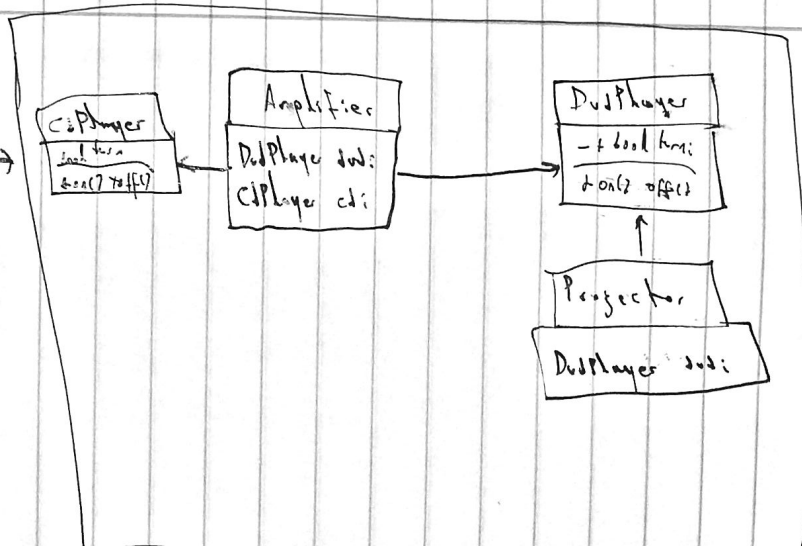 CdPlayer
bool turn
+on() +off()
Amplifier
DvdPlayer dvd;
CdPlayer cd;
DvdPlayer
bool turn;
+ on() off()
Projector
DvdPlayer dvd;